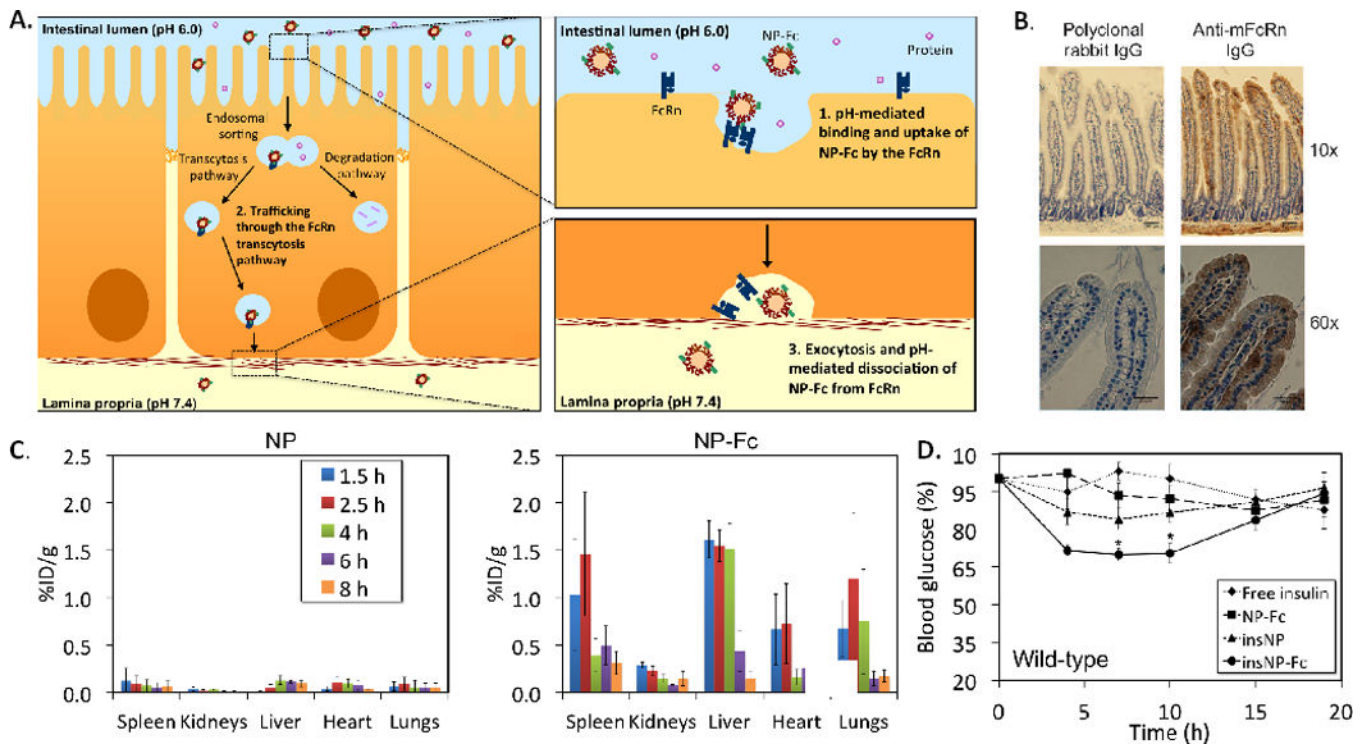 A.
Intestinal lumen (pH 6.0)
Endosomal
sorting
Transcytosis
pathway
Degradation
pathway
2. Trafficking
through the FcRn
transcytosis
pathway
Lamina propria (pH 7.4)
Intestinal lumen (pH 6.0)
NP-Fc
Protein
FcRn
1. pH-mediated
binding and uptake of
NP-Fc by the FcRn
3. Exocytosis and pH-
mediated dissociation of
NP-Fc from FcRn
Lamina propria (pH 7.4)
B.
Polyclonal
rabbit IgG
Anti-mFcRn
IgG
10x
60x
C.
NP
%ID/g
2.5
2.0
1.5
1.0
0.5
0.0
1.5 h
2.5 h
4 h
6 h
8 h
Spleen Kidneys Liver Heart Lungs
NP-Fc
%ID/g
2.5
2.0
1.5
1.0
0.5
0.0
Spleen Kidneys Liver Heart Lungs
D.
Blood glucose (%)
10
95
80
65
50
35
20
* *
Free insulin
NP-Fc
insNP
insNP-Fc
Wild-type
0 5 10 15 20
Time (h)